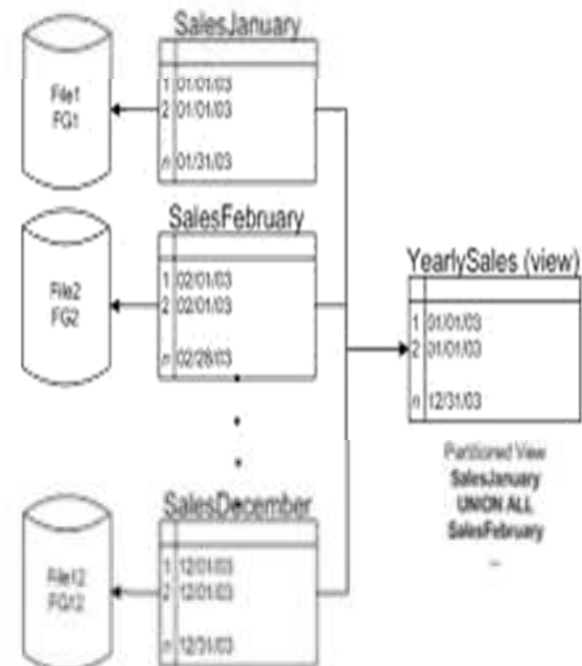 SalesJanuary
File1
FG1
1 01/01/03
2 01/01/03
n 01/31/03
SalesFebruary
File2
FG2
1 02/01/03
2 02/01/03
n 02/28/03
YearlySales (view)
1 01/01/03
2 01/01/03
n 12/31/03
Partitioned View
SalesJanuary
UNION ALL
SalesFebruary
...
SalesDecember
File12
FG12
1 12/01/03
2 12/01/03
n 12/31/03